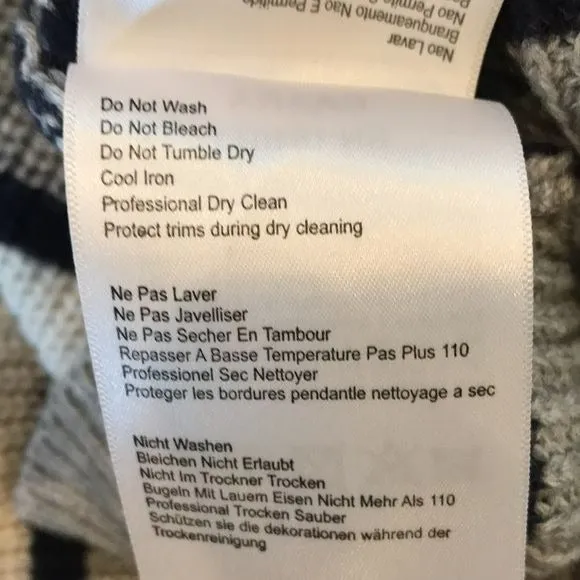 Do Not Wash
Do Not Bleach
Do Not Tumble Dry
Cool Iron
Professional Dry Clean
Protect trims during dry cleaning
Ne Pas Laver
Ne Pas Javelliser
Ne Pas Secher En Tambour
Repasser A Basse Temperature Pas Plus 110
Professionel Sec Nettoyer
Proteger les bordures pendantle nettoyage a sec
Nicht Washen
Bleichen Nicht Erlaubt
Nicht Im Trockner Trocken
Bugeln Mit Lauem Eisen Nicht Mehr Als 110
Professional Trocken Sauber
Schützen sie die dekorationen während der
Trockenreinigung
Nao Lavar
Branqueamento Nao E Permitido
Nao